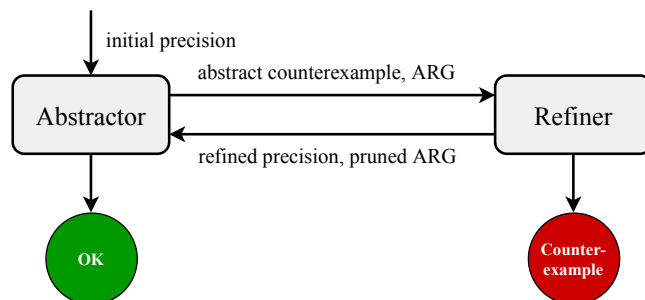 initial precision
abstract counterexample, ARG
Abstractor
Refiner
refined precision, pruned ARG
OK
Counter-
example